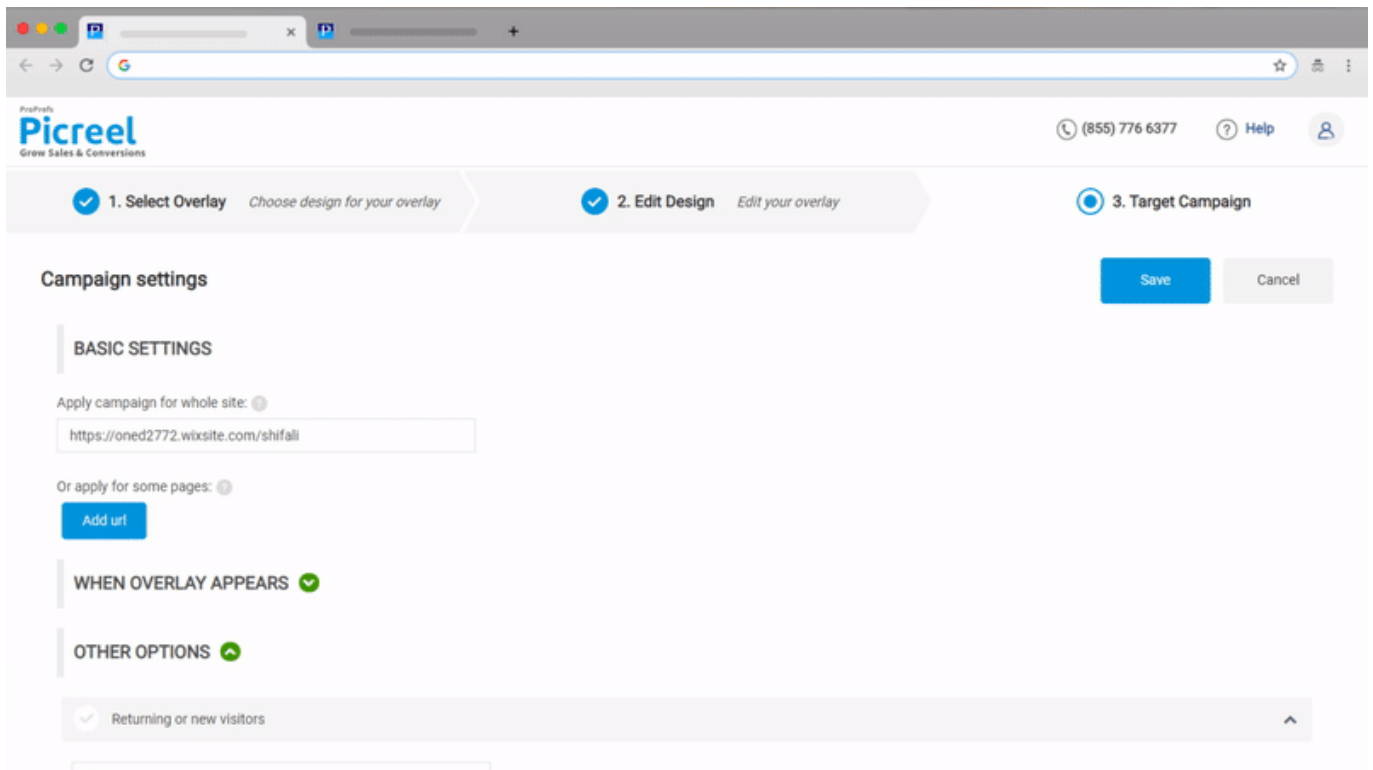 ProProfs
Picreel
Grow Sales & Conversions
(855) 776 6377
? Help
1. Select Overlay Choose design for your overlay
2. Edit Design Edit your overlay
3. Target Campaign
Campaign settings
Save Cancel
BASIC SETTINGS
Apply campaign for whole site: ?
https://oned2772.wixsite.com/shifali
Or apply for some pages: ?
Add url
WHEN OVERLAY APPEARS
OTHER OPTIONS
Returning or new visitors